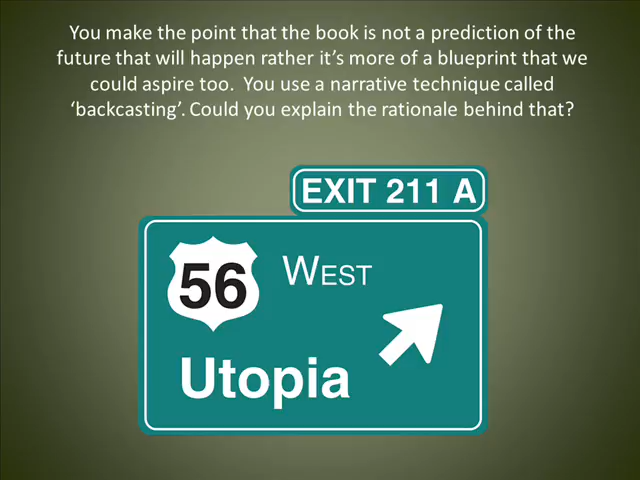 You make the point that the book is not a prediction of the
future that will happen rather it's more of a blueprint that we
could aspire too.  You use a narrative technique called
‘backcasting’. Could you explain the rationale behind that?
EXIT 211 A
56 WEST
Utopia